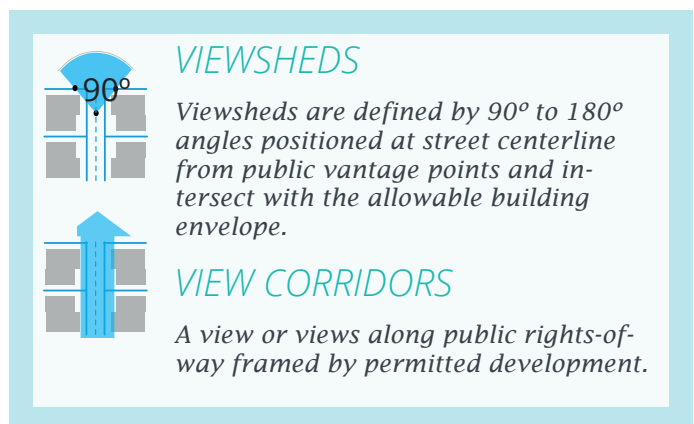 VIEWSHEDS
90º
Viewsheds are defined by 90º to 180º
angles positioned at street centerline
from public vantage points and in-
tersect with the allowable building
envelope.
VIEW CORRIDORS
A view or views along public rights-of-
way framed by permitted development.